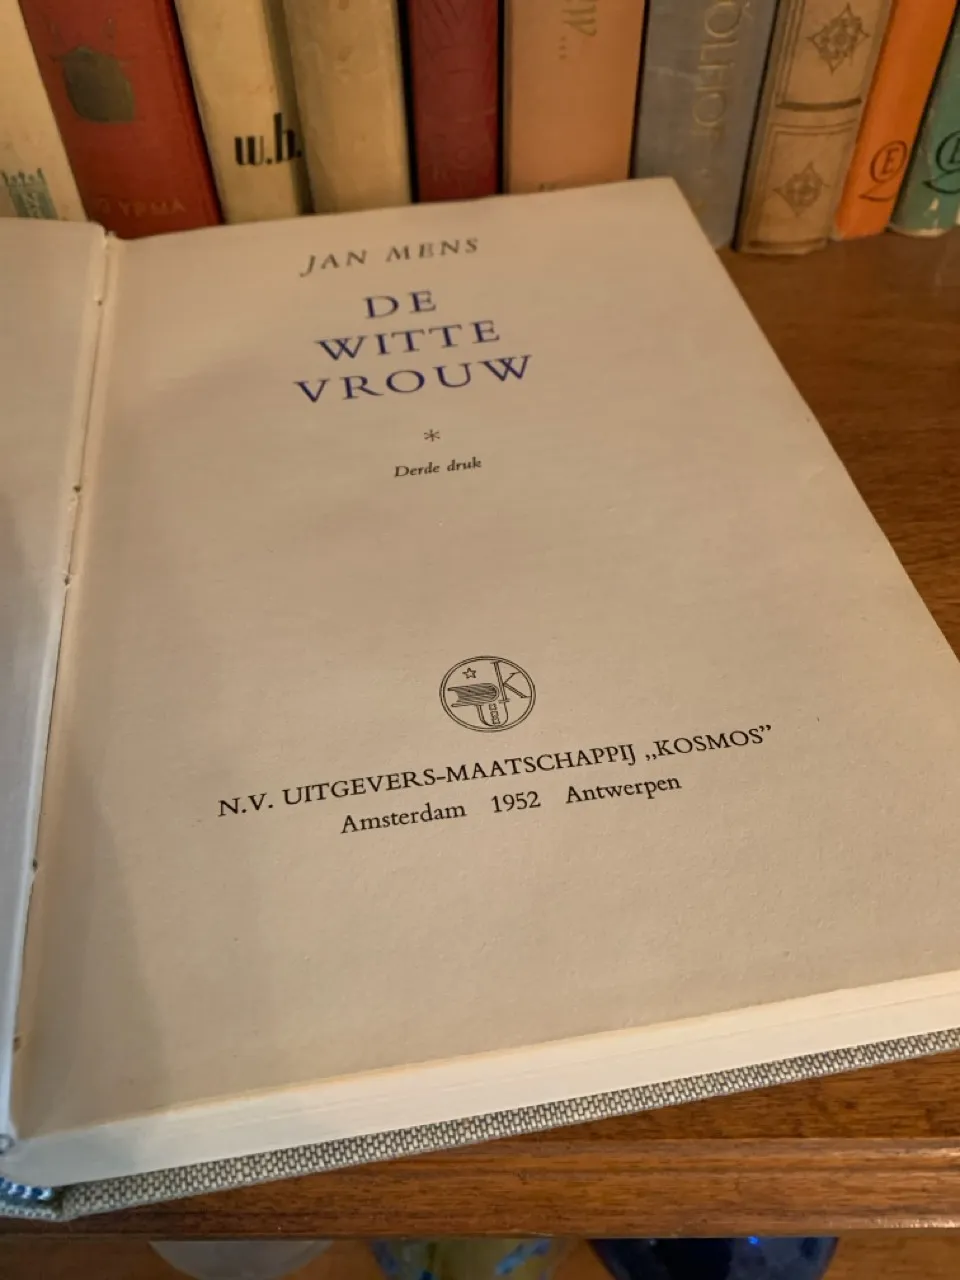 w.b.
JAN MENS
DE
WITTE
VROUW
*
Derde druk
K
N.V. UITGEVERS-MAATSCHAPPIJ „KOSMOS”
Amsterdam 1952 Antwerpen